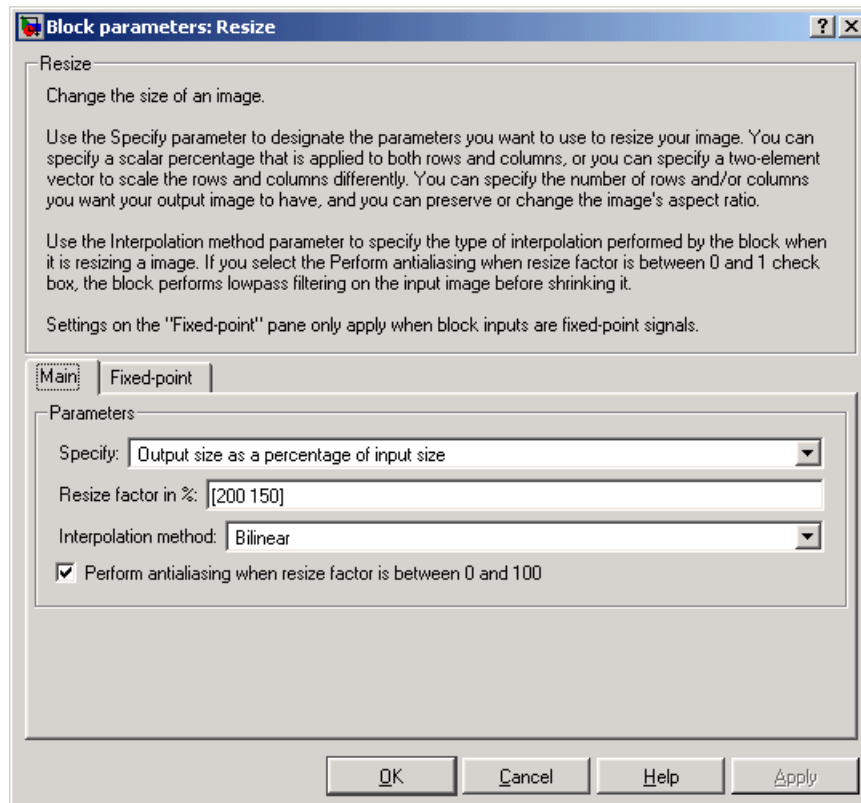 Block parameters: Resize
Resize
Change the size of an image.
Use the Specify parameter to designate the parameters you want to use to resize your image. You can
specify a scalar percentage that is applied to both rows and columns, or you can specify a two-element
vector to scale the rows and columns differently. You can specify the number of rows and/or columns
you want your output image to have, and you can preserve or change the image's aspect ratio.
Use the Interpolation method parameter to specify the type of interpolation performed by the block when
it is resizing a image. If you select the Perform antialiasing when resize factor is between 0 and 1 check
box, the block performs lowpass filtering on the input image before shrinking it.
Settings on the "Fixed-point" pane only apply when block inputs are fixed-point signals.
Main Fixed-point
Parameters
Specify: Output size as a percentage of input size
Resize factor in %: [200 150]
Interpolation method: Bilinear
Perform antialiasing when resize factor is between 0 and 100
OK Cancel Help Apply